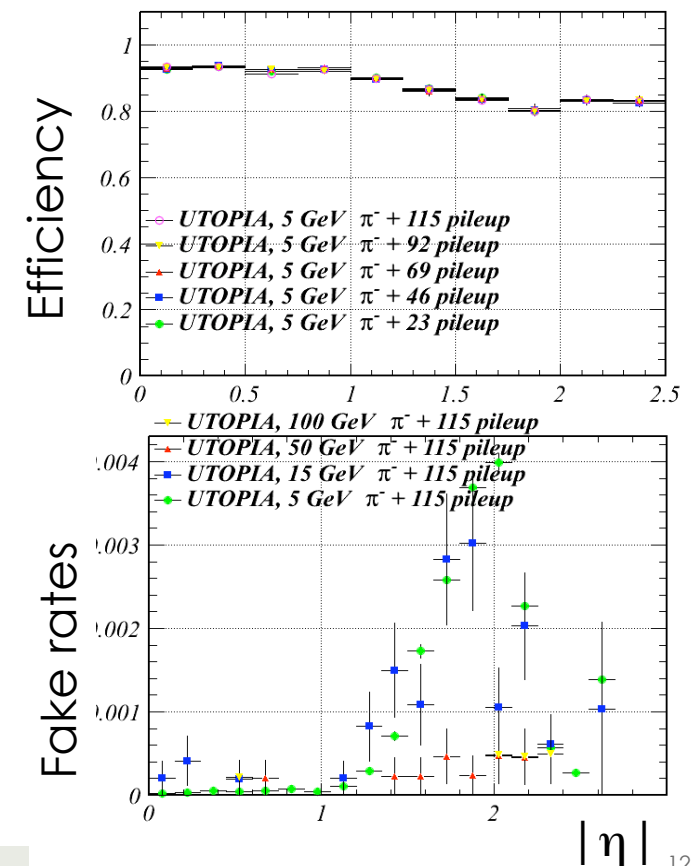 1
0.8
0.6
0.4
0.2
0
Efficiency
UTOPIA, 5 GeV π- + 115 pileup
UTOPIA, 5 GeV π- + 92 pileup
UTOPIA, 5 GeV π- + 69 pileup
UTOPIA, 5 GeV π- + 46 pileup
UTOPIA, 5 GeV π- + 23 pileup
0 0.5 1 1.5 2 2.5
UTOPIA, 100 GeV π- + 115 pileup
UTOPIA, 50 GeV π- + 115 pileup
UTOPIA, 15 GeV π- + 115 pileup
UTOPIA, 5 GeV π- + 115 pileup
.004
.003
.002
.001
0
Fake rates
0 1 2
|η|
12